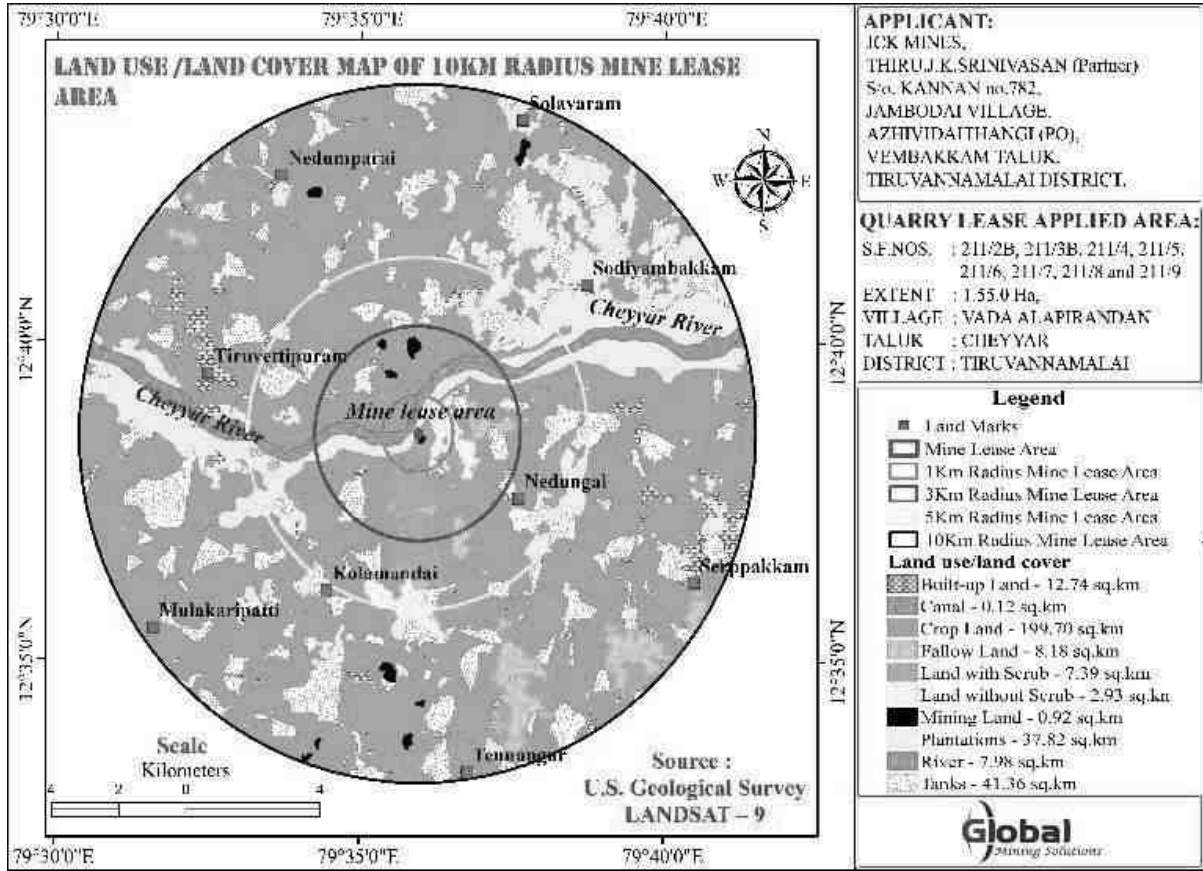 79°30'0"E 79°35'0"E 79°40'0"E
LAND USE /LAND COVER MAP OF 10KM RADIUS MINE LEASE
AREA
Solavaram
Nedumparai
N
W E
S
Sodiyambakkam
Cheyyar River
12°40'0"N
12°40'0"N
Tiruvettipuram
Cheyyar River
Mine lease area
Nedungal
Kolamandai
Serppakkam
Mulakaripatti
12°35'0"N
12°35'0"N
Tennangur
Scale
Kilometers
4 2 0 4
Source :
U.S. Geological Survey
LANDSAT – 9
79°30'0"E 79°35'0"E 79°40'0"E
APPLICANT:
JCK MINES,
THIRU.J.K.SRINIVASAN (Partner)
S/o. KANNAN no.782,
JAMBODAI VILLAGE,
AZHIVIDAITHANGI (PO),
VEMBAKKAM TALUK,
TIRUVANNAMALAI DISTRICT.
QUARRY LEASE APPLIED AREA:
S.F.NOS. : 211/2B, 211/3B, 211/4, 211/5,
211/6, 211/7, 211/8 and 211/9
EXTENT : 1.55.0 Ha,
VILLAGE : VADA ALAPIRANDAN
TALUK : CHEYYAR
DISTRICT : TIRUVANNAMALAI
Legend
Land Marks
Mine Lease Area
1Km Radius Mine Lease Area
3Km Radius Mine Lease Area
5Km Radius Mine Lease Area
10Km Radius Mine Lease Area
Land use/land cover
Built-up Land - 12.74 sq.km
Canal - 0.12 sq.km
Crop Land - 199.70 sq.km
Fallow Land - 8.18 sq.km
Land with Scrub - 7.39 sq.km
Land without Scrub - 2.93 sq.km
Mining Land - 0.92 sq.km
Plantations - 37.82 sq.km
River - 7.98 sq.km
Tanks - 41.36 sq.km
Global
Mining Solutions